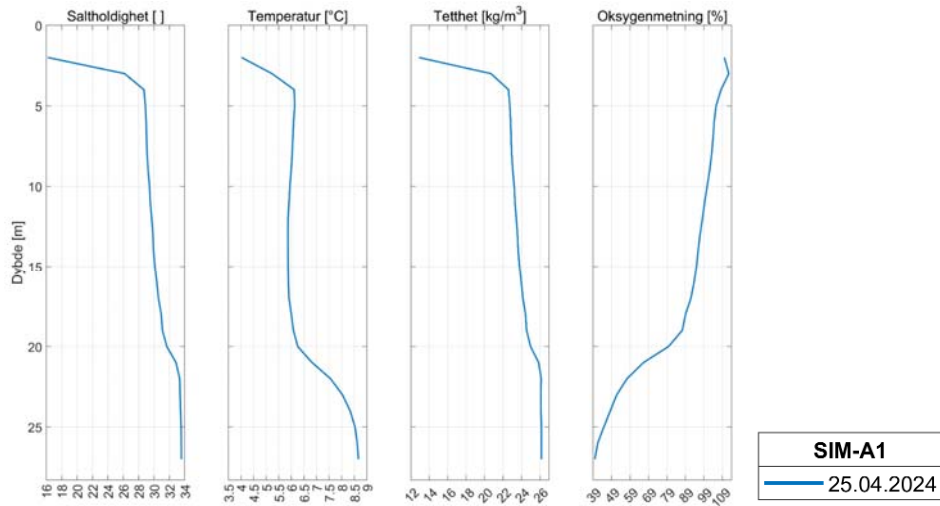 Saltholdighet [ ]
Temperatur [°C]
Tetthet [kg/m³]
Oksygenmetning [%]
Dybde [m]
0
5
10
15
20
25
16 18 20 22 24 26 28 30 32 34
3.5 4 4.5 5 5.5 6 6.5 7 7.5 8 8.5 9
12 14 16 18 20 22 24 26
39 49 59 69 79 89 99 109
SIM-A1
25.04.2024